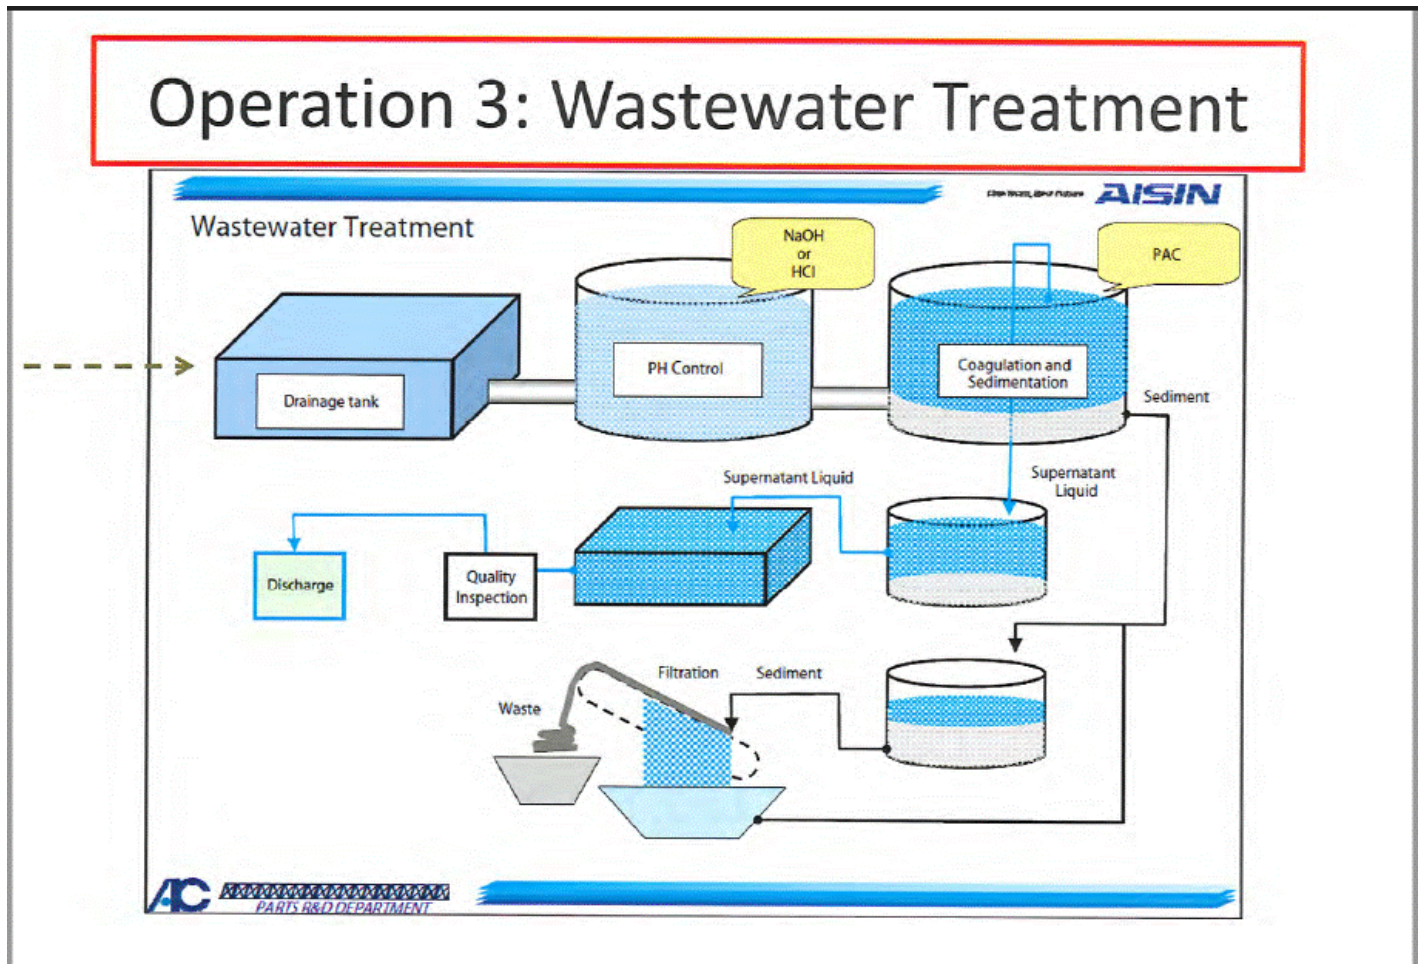 Operation 3: Wastewater Treatment
AISIN
Wastewater Treatment
NaOH
or
HCl
PAC
PH Control
Coagulation and
Sedimentation
Drainage tank
Sediment
Supernatant Liquid
Supernatant
Liquid
Discharge
Quality
Inspection
Filtration
Sediment
Waste
AC
PARTS R&D DEPARTMENT